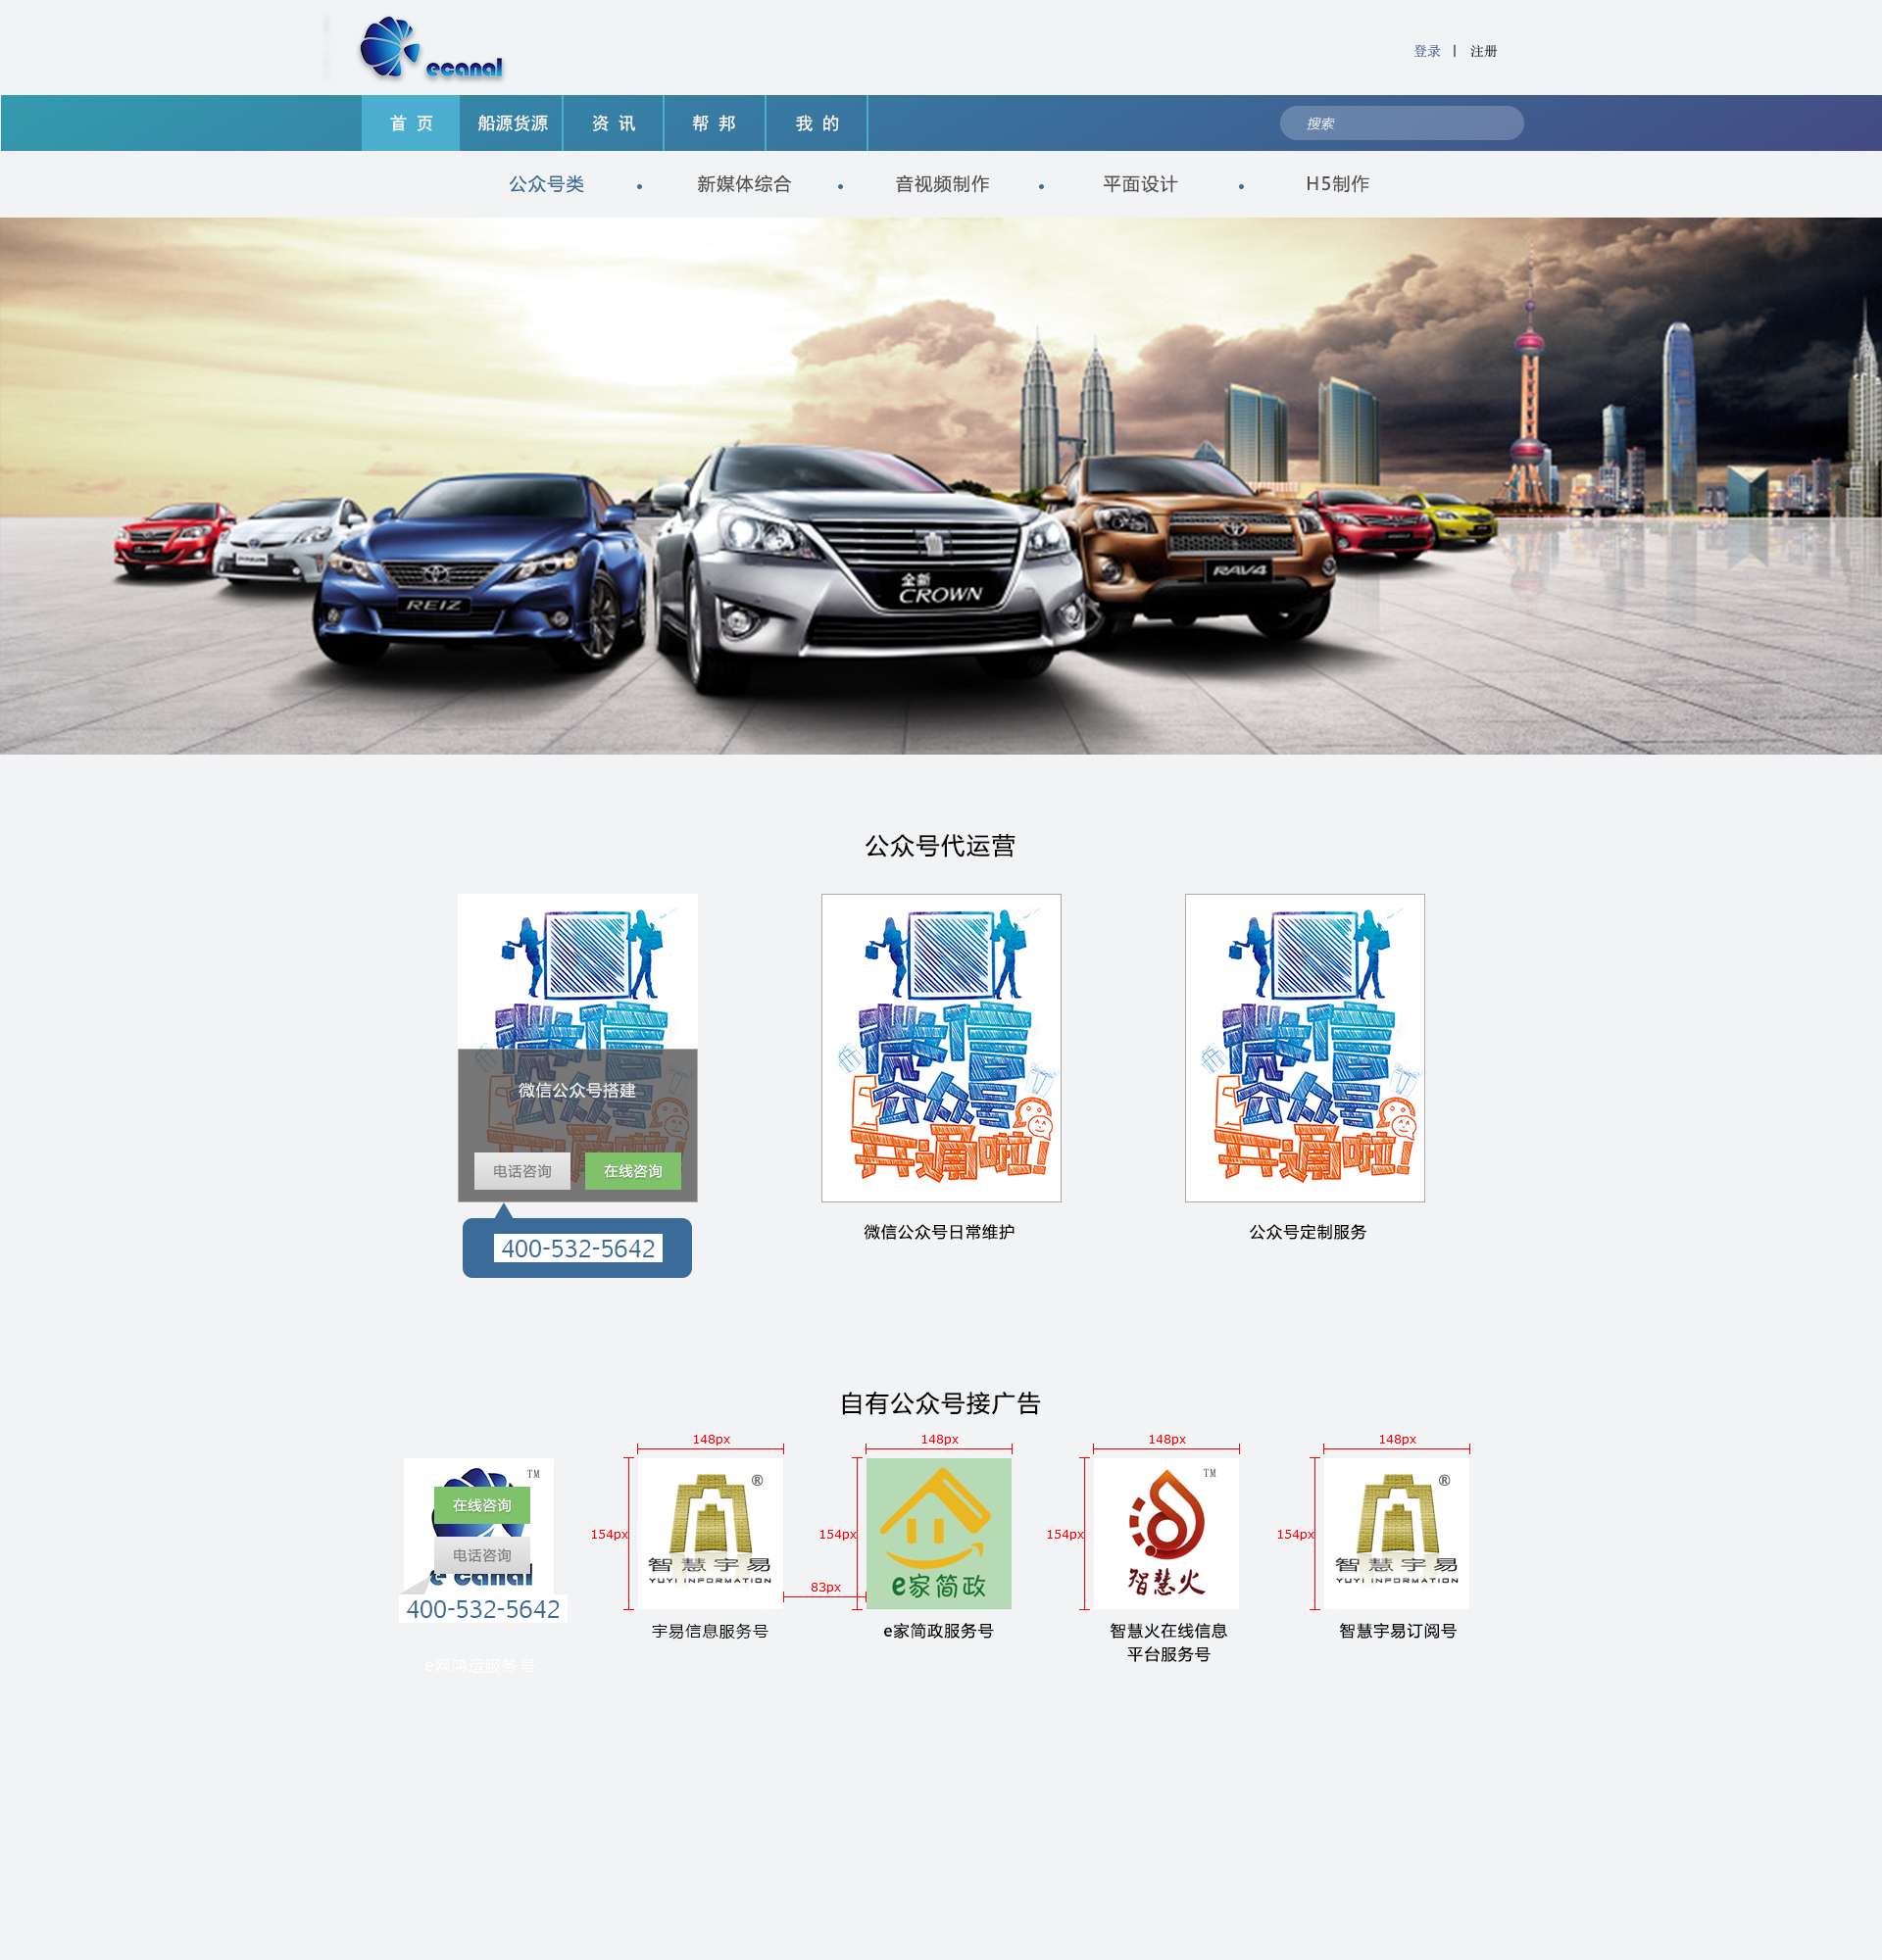 ecanal
登录 | 注册
首 页 船源货源 资 讯 帮 邦 我 的 搜索
公众号类 • 新媒体综合 • 音视频制作 • 平面设计 • H5制作
REIZ
全新
CROWN
RAV4
公众号代运营
微信
公众号
开通啦!
微信公众号搭建
电话咨询 在线咨询
400-532-5642
微信
公众号
开通啦!
微信公众号日常维护
微信
公众号
开通啦!
公众号定制服务
自有公众号接广告
148px 148px 148px 148px
TM
在线咨询
电话咨询
e canal
400-532-5642
e网鸿运服务号
154px
®
智慧宇易
YUYI INFORMATION
宇易信息服务号
83px
154px
e家简政
e家简政服务号
154px
TM
智慧火
智慧火在线信息
平台服务号
154px
®
智慧宇易
YUYI INFORMATION
智慧宇易订阅号